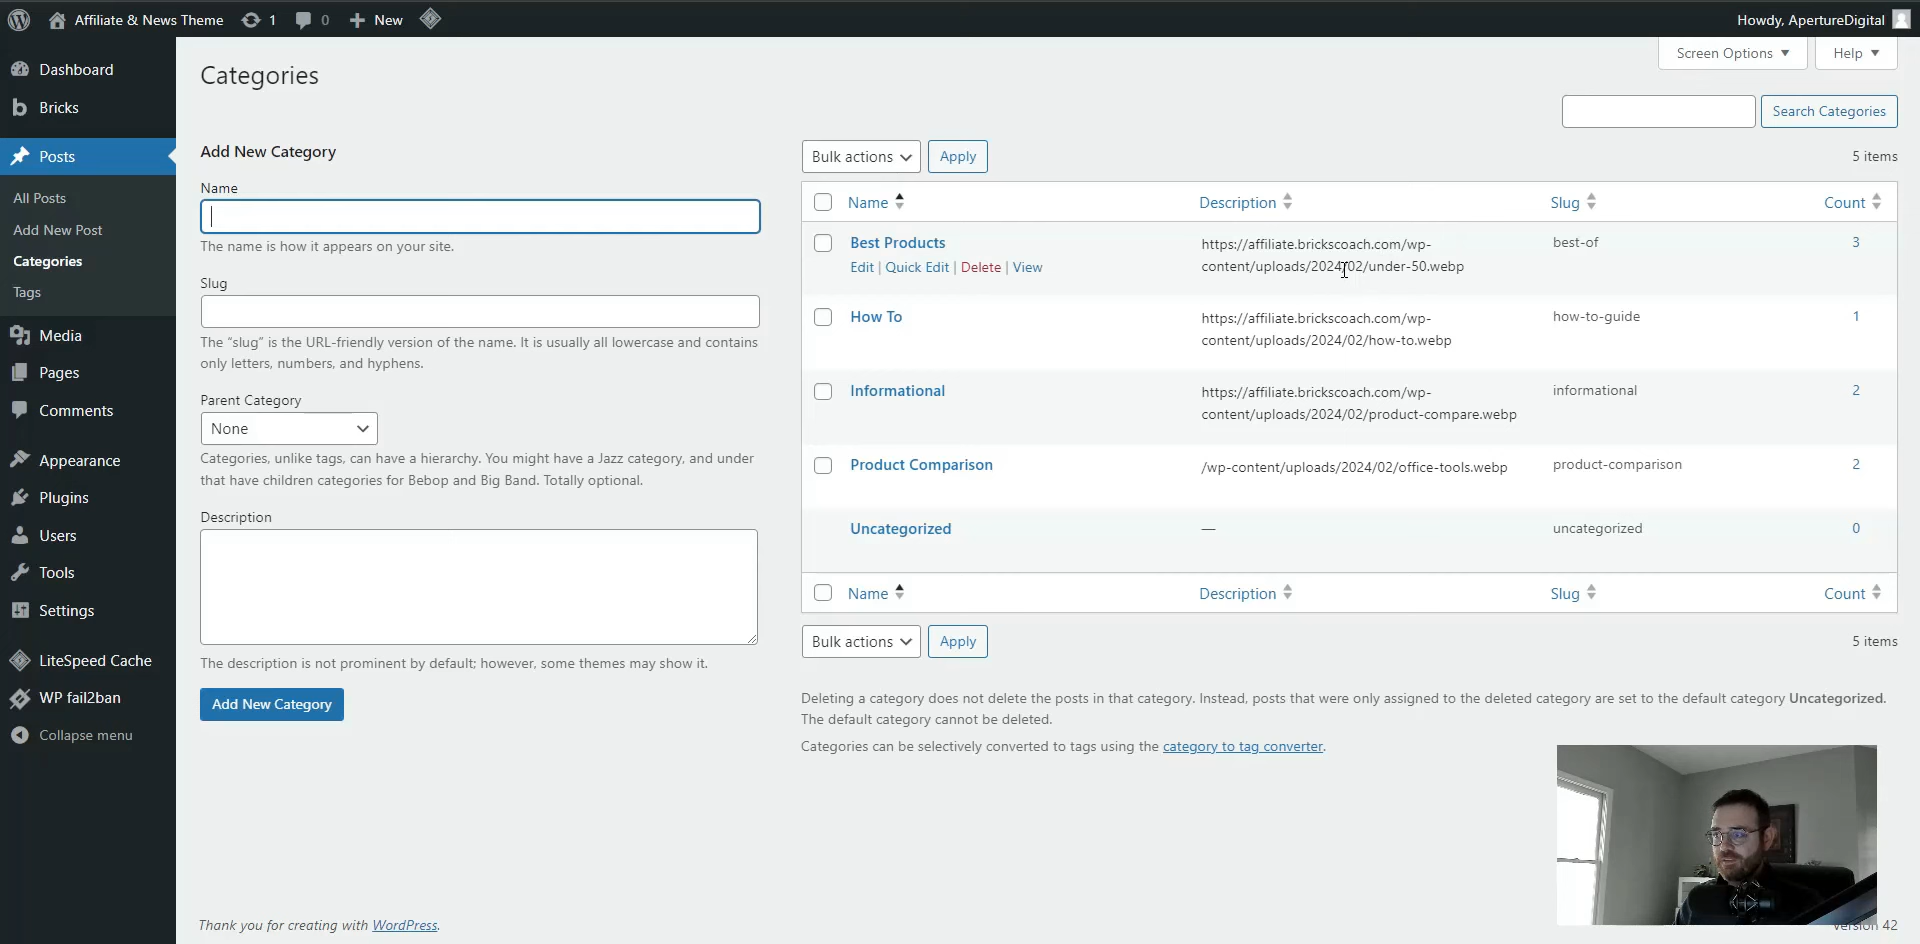 Affiliate & News Theme 1 0 New Howdy, ApertureDigital
Screen Options Help
Dashboard
Bricks
Posts
All Posts
Add New Post
Categories
Tags
Media
Pages
Comments
Appearance
Plugins
Users
Tools
Settings
LiteSpeed Cache
WP fail2ban
Collapse menu
Categories
Search Categories
Add New Category
Name
The name is how it appears on your site.
Slug
The “slug” is the URL-friendly version of the name. It is usually all lowercase and contains
only letters, numbers, and hyphens.
Parent Category
None
Categories, unlike tags, can have a hierarchy. You might have a Jazz category, and under
that have children categories for Bebop and Big Band. Totally optional.
Description
The description is not prominent by default; however, some themes may show it.
Add New Category
Bulk actions Apply 5 items
Name Description Slug Count
Best Products https://affiliate.brickscoach.com/wp- best-of 3
Edit | Quick Edit | Delete | View content/uploads/2024/02/under-50.webp
How To https://affiliate.brickscoach.com/wp- how-to-guide 1
content/uploads/2024/02/how-to.webp
Informational https://affiliate.brickscoach.com/wp- informational 2
content/uploads/2024/02/product-compare.webp
Product Comparison /wp-content/uploads/2024/02/office-tools.webp product-comparison 2
Uncategorized — uncategorized 0
Name Description Slug Count
Bulk actions Apply 5 items
Deleting a category does not delete the posts in that category. Instead, posts that were only assigned to the deleted category are set to the default category Uncategorized.
The default category cannot be deleted.
Categories can be selectively converted to tags using the category to tag converter.
Thank you for creating with WordPress. Version 42